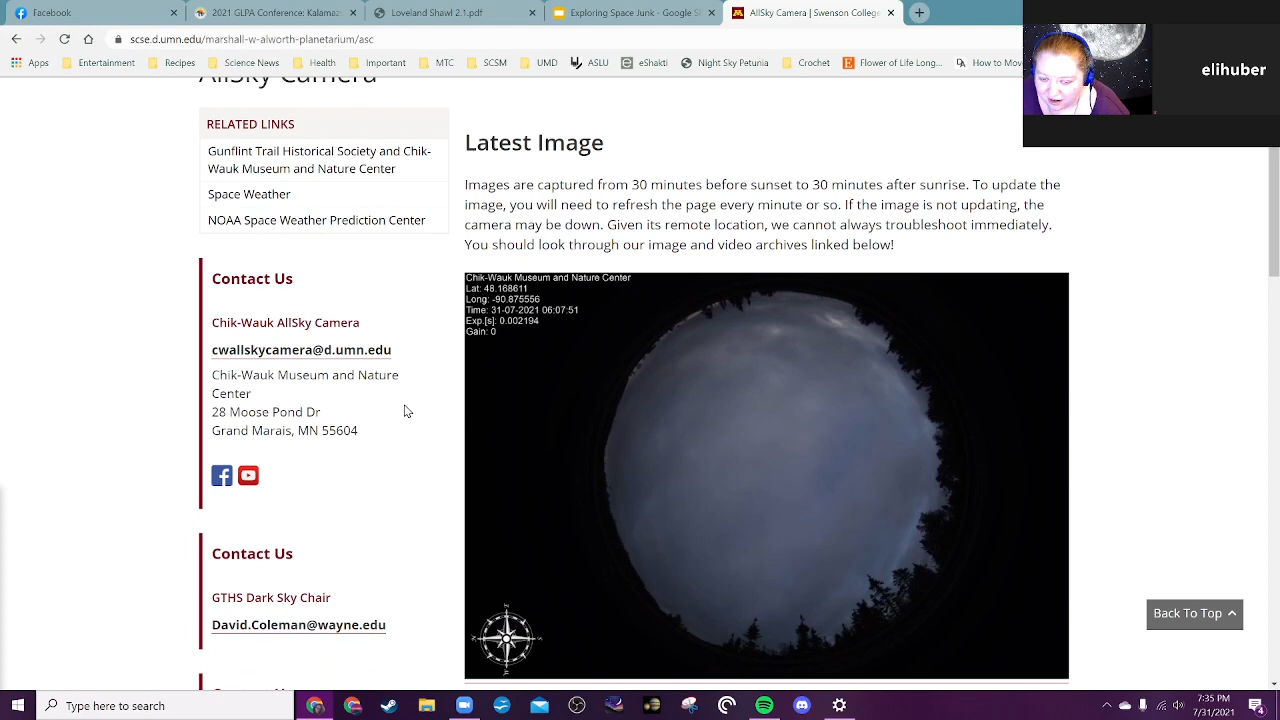 Facebook
2021 GLPA Conference: Kalamaz
Loveland Shawl 2.1.pdf
Exploring Space Junk - Google Sl
AllSky Camera | Swenson College
scse.d.umn.edu/marshall-w-alworth-planetarium/
Apps
Entertainment
Recipes
Science News
Important
MTC
SCSM
UMD
ASLU
eShakti
Night Sky Petunia
Crochet
Flower of Life Long...
How to Mov
elihuber
AllSky Camera
RELATED LINKS
Gunflint Trail Historical Society and Chik-
Wauk Museum and Nature Center
Space Weather
NOAA Space Weather Prediction Center
Contact Us
Chik-Wauk AllSky Camera
cwallskycamera@d.umn.edu
Chik-Wauk Museum and Nature
Center
28 Moose Pond Dr
Grand Marais, MN 55604
Contact Us
GTHS Dark Sky Chair
David.Coleman@wayne.edu
Latest Image
Images are captured from 30 minutes before sunset to 30 minutes after sunrise. To update the
image, you will need to refresh the page every minute or so. If the image is not updating, the
camera may be down. Given its remote location, we cannot always troubleshoot immediately.
You should look through our image and video archives linked below!
Chik-Wauk Museum and Nature Center
Lat: 48.168611
Long: -90.875556
Time: 31-07-2021 06:07:51
Exp.[s]: 0.002194
Gain: 0
Back To Top
Type here to search
7:35 PM
7/31/2021